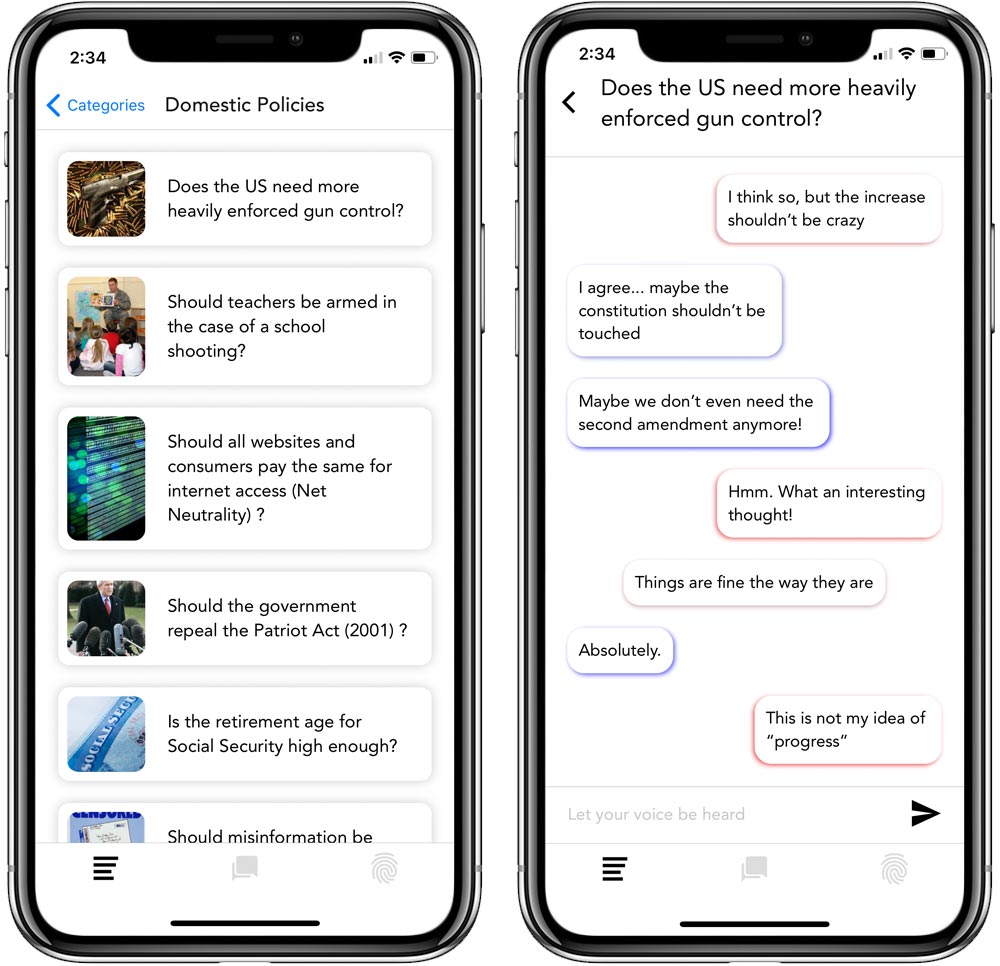 2:34
Categories
Domestic Policies
Does the US need more
heavily enforced gun control?
Should teachers be armed in
the case of a school
shooting?
Should all websites and
consumers pay the same for
internet access (Net
Neutrality) ?
Should the government
repeal the Patriot Act (2001) ?
SOCIAL SECU
Is the retirement age for
Social Security high enough?
CENSORED
Should misinformation be
2:34
Does the US need more heavily
enforced gun control?
I think so, but the increase
shouldn’t be crazy
I agree... maybe the
constitution shouldn’t be
touched
Maybe we don’t even need the
second amendment anymore!
Hmm. What an interesting
thought!
Things are fine the way they are
Absolutely.
This is not my idea of
“progress“
Let your voice be heard